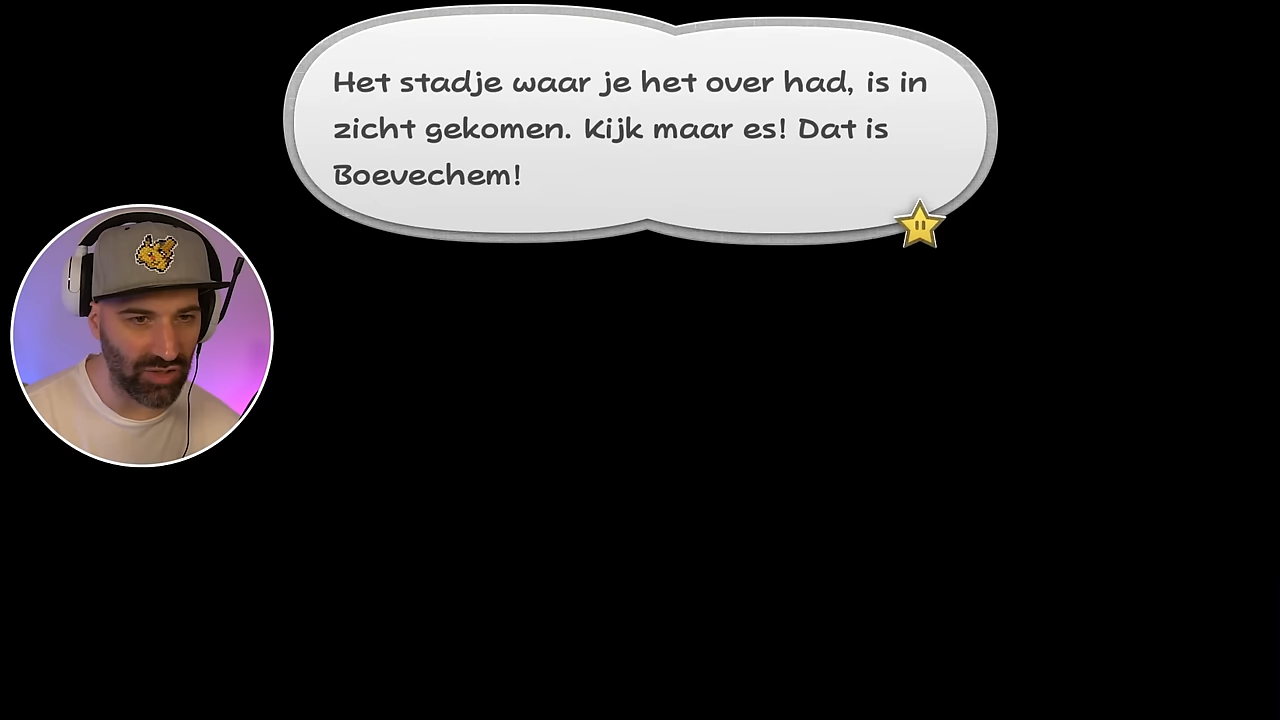 Het stadje waar je het over had, is in
zicht gekomen. Kijk maar es! Dat is
Boevechem!